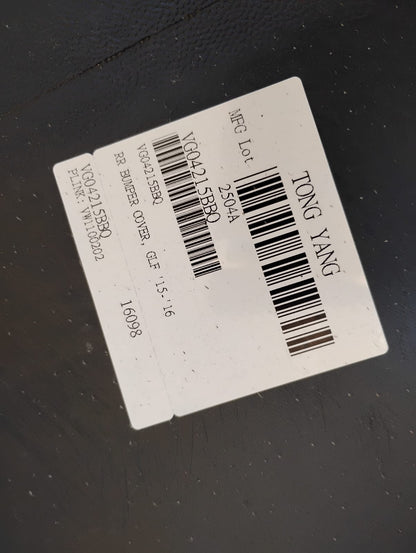 TONG YANG
MFG Lot
2504A
VG04215BBQ
VG04215BBQ
RR BUMPER COVER, GLF '15-'16
16098
VG04215BBQ
PLINK: VW1100202